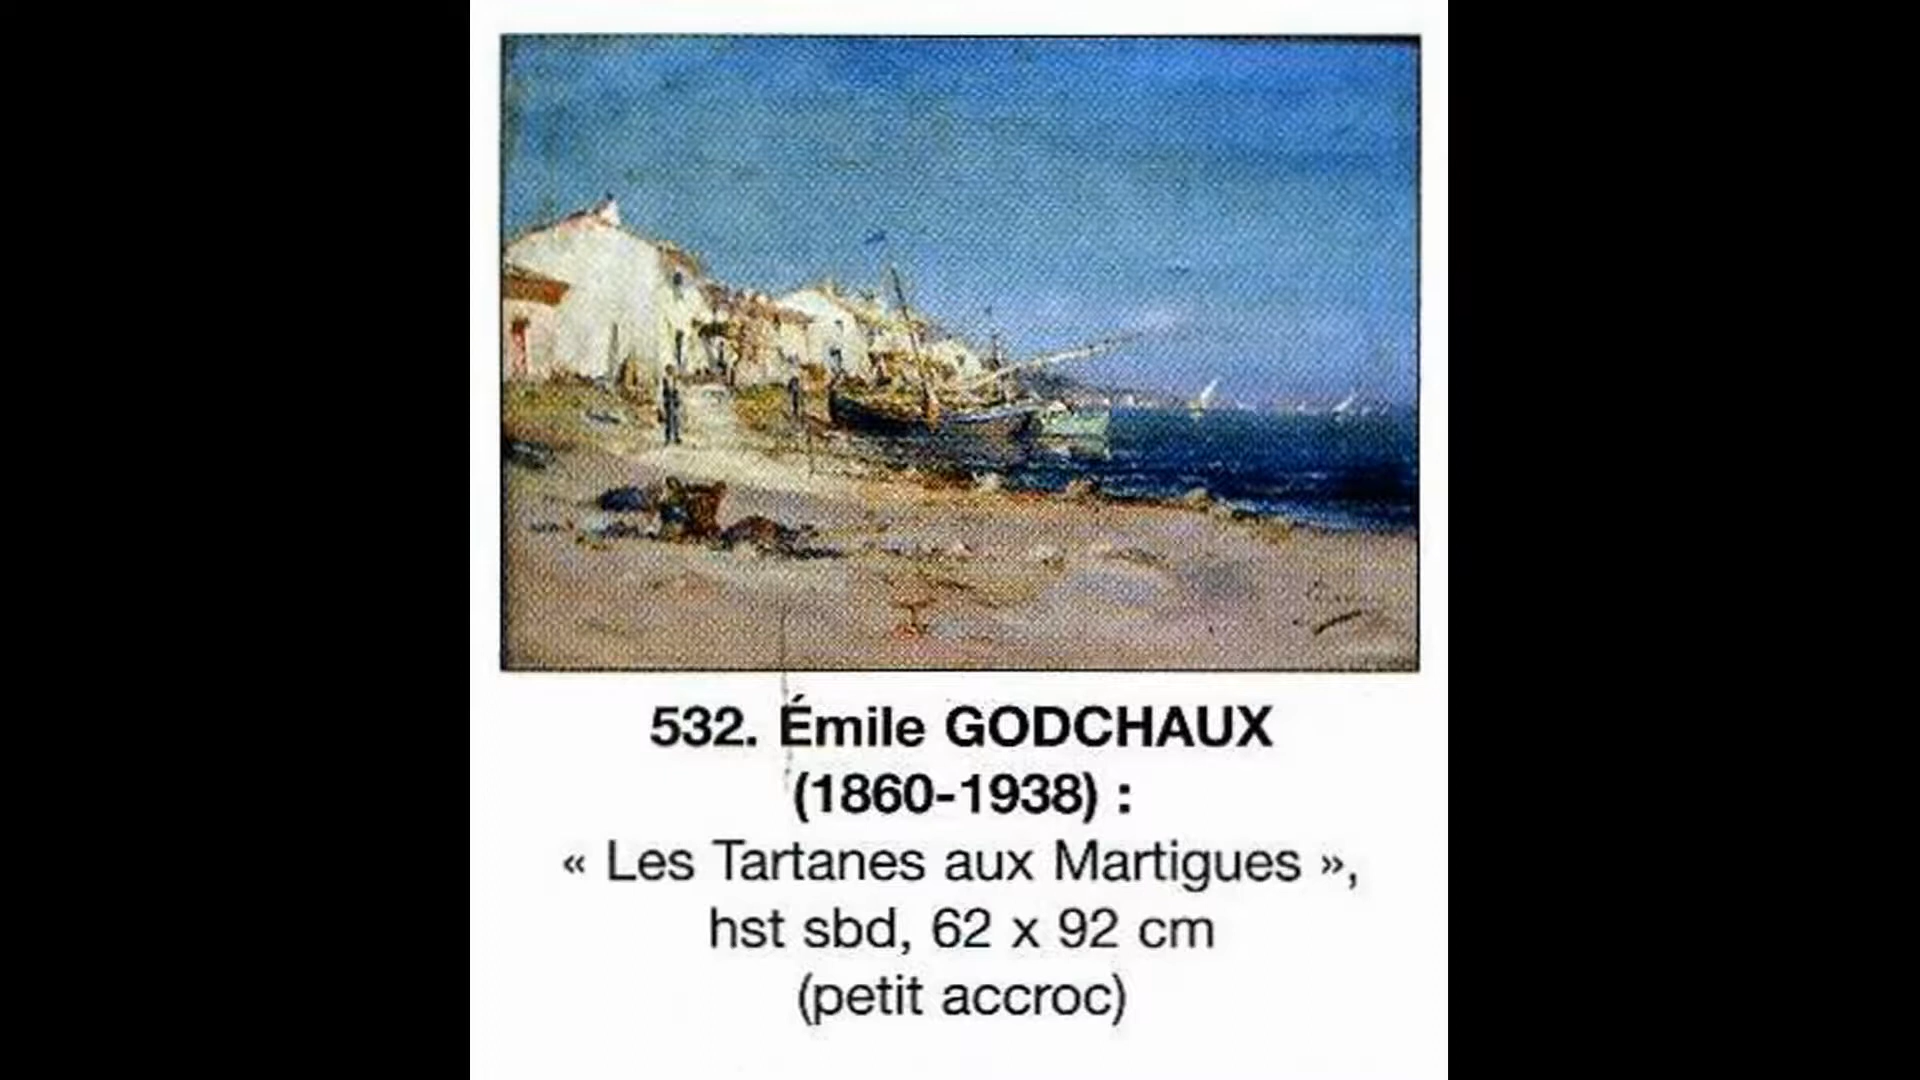 532. Émile GODCHAUX
(1860-1938) :
« Les Tartanes aux Martigues »,
hst sbd, 62 x 92 cm
(petit accroc)